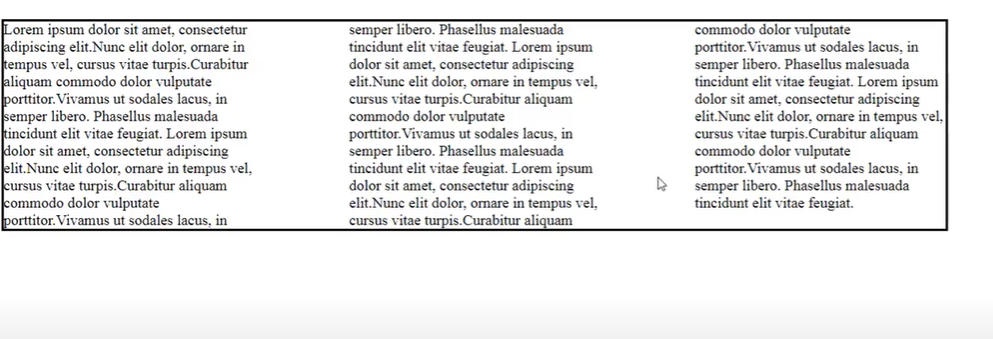 Lorem ipsum dolor sit amet, consectetur
adipiscing elit.Nunc elit dolor, ornare in
tempus vel, cursus vitae turpis.Curabitur
aliquam commodo dolor vulputate
porttitor.Vivamus ut sodales lacus, in
semper libero. Phasellus malesuada
tincidunt elit vitae feugiat. Lorem ipsum
dolor sit amet, consectetur adipiscing
elit.Nunc elit dolor, ornare in tempus vel,
cursus vitae turpis.Curabitur aliquam
commodo dolor vulputate
porttitor.Vivamus ut sodales lacus, in
semper libero. Phasellus malesuada
tincidunt elit vitae feugiat. Lorem ipsum
dolor sit amet, consectetur adipiscing
elit.Nunc elit dolor, ornare in tempus vel,
cursus vitae turpis.Curabitur aliquam
commodo dolor vulputate
porttitor.Vivamus ut sodales lacus, in
semper libero. Phasellus malesuada
tincidunt elit vitae feugiat. Lorem ipsum
dolor sit amet, consectetur adipiscing
elit.Nunc elit dolor, ornare in tempus vel,
cursus vitae turpis.Curabitur aliquam
commodo dolor vulputate
porttitor.Vivamus ut sodales lacus, in
semper libero. Phasellus malesuada
tincidunt elit vitae feugiat. Lorem ipsum
dolor sit amet, consectetur adipiscing
elit.Nunc elit dolor, ornare in tempus vel,
cursus vitae turpis.Curabitur aliquam
commodo dolor vulputate
porttitor.Vivamus ut sodales lacus, in
semper libero. Phasellus malesuada
tincidunt elit vitae feugiat.